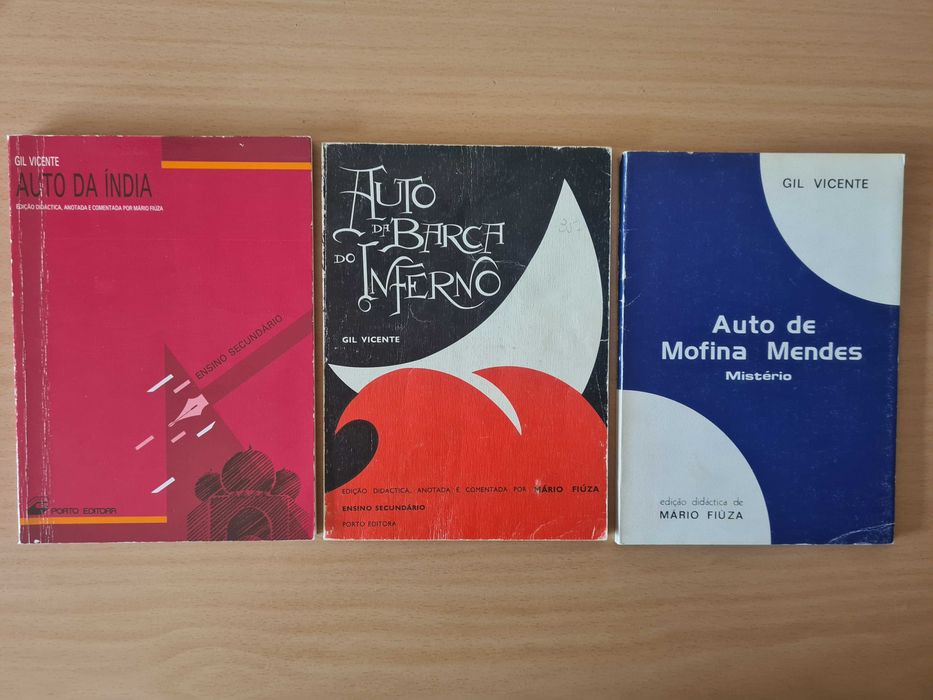 GIL VICENTE
AUTO DA ÍNDIA
EDIÇÃO DIDÁCTICA, ANOTADA E COMENTADA POR MÁRIO FIÚZA
ENSINO SECUNDÁRIO
PORTO EDITORA
AUTO
DA BARCA
DO INFERNO
GIL VICENTE
EDIÇÃO DIDÁCTICA, ANOTADA E COMENTADA POR MÁRIO FIÚZA
ENSINO SECUNDÁRIO
PORTO EDITORA
GIL VICENTE
Auto de
Mofina Mendes
Mistério
edição didáctica de
MÁRIO FIÚZA